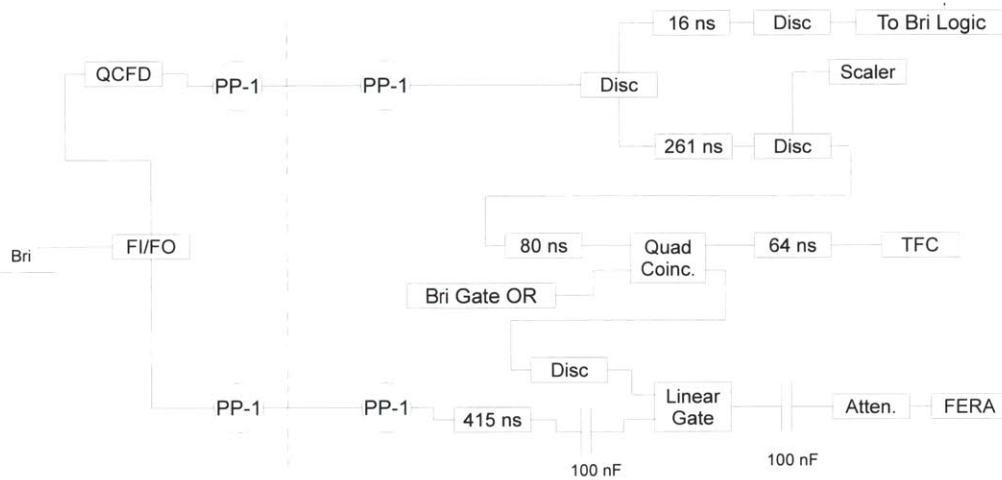 16 ns
Disc
To Bri Logic
QCFD
PP-1
PP-1
Disc
Scaler
261 ns
Disc
Bri
FI/FO
80 ns
Quad
Coinc.
64 ns
TFC
Bri Gate OR
Disc
PP-1
PP-1
415 ns
Linear
Gate
Atten.
FERA
100 nF
100 nF